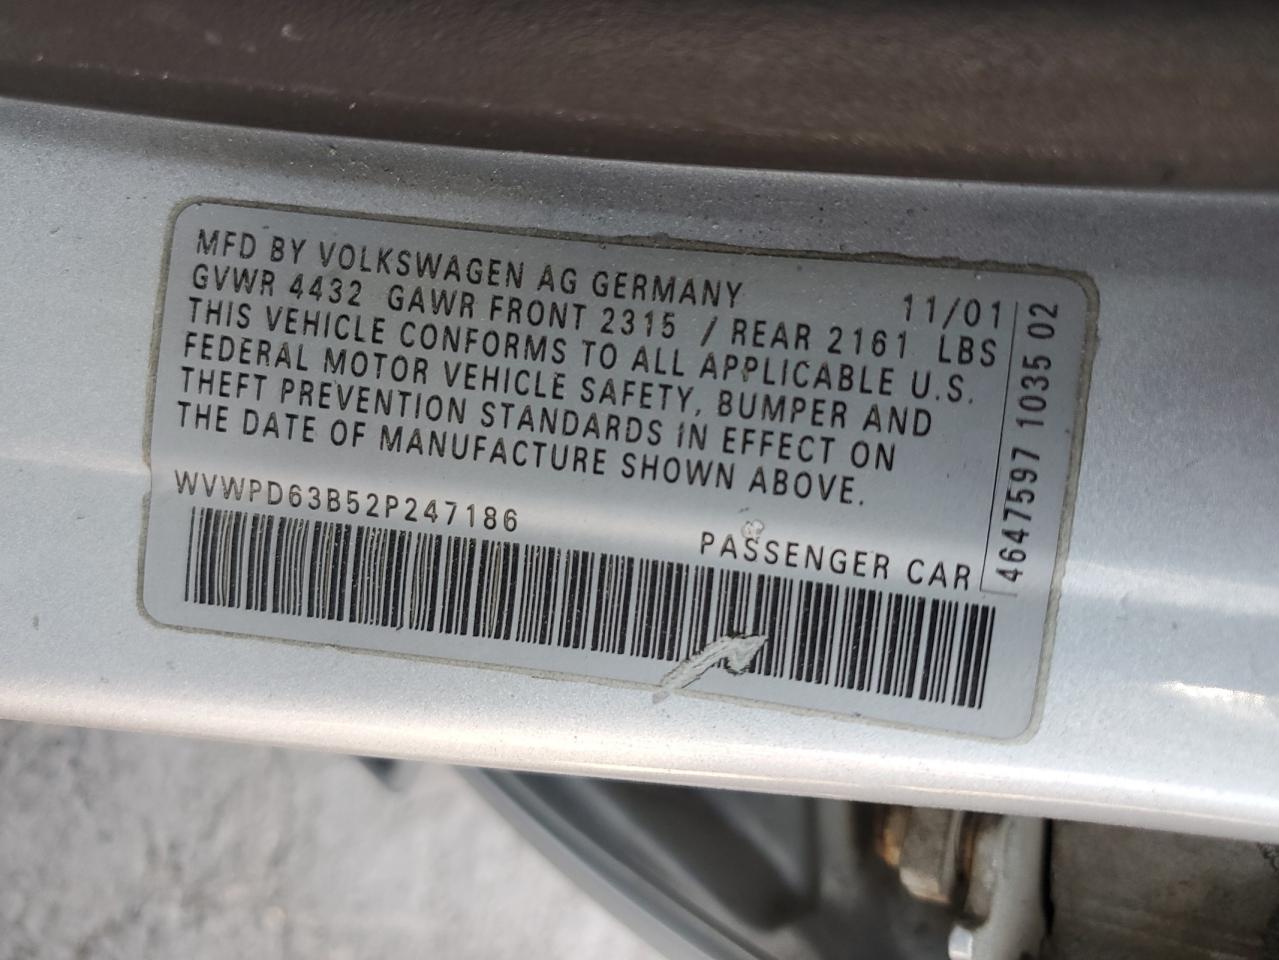 MFD BY VOLKSWAGEN AG GERMANY 11/01
GVWR 4432 GAWR FRONT 2315 / REAR 2161 LBS
THIS VEHICLE CONFORMS TO ALL APPLICABLE U.S.
FEDERAL MOTOR VEHICLE SAFETY, BUMPER AND
THEFT PREVENTION STANDARDS IN EFFECT ON
THE DATE OF MANUFACTURE SHOWN ABOVE.
WVWPD63B52P247186
PASSENGER CAR
4647597 1035 02